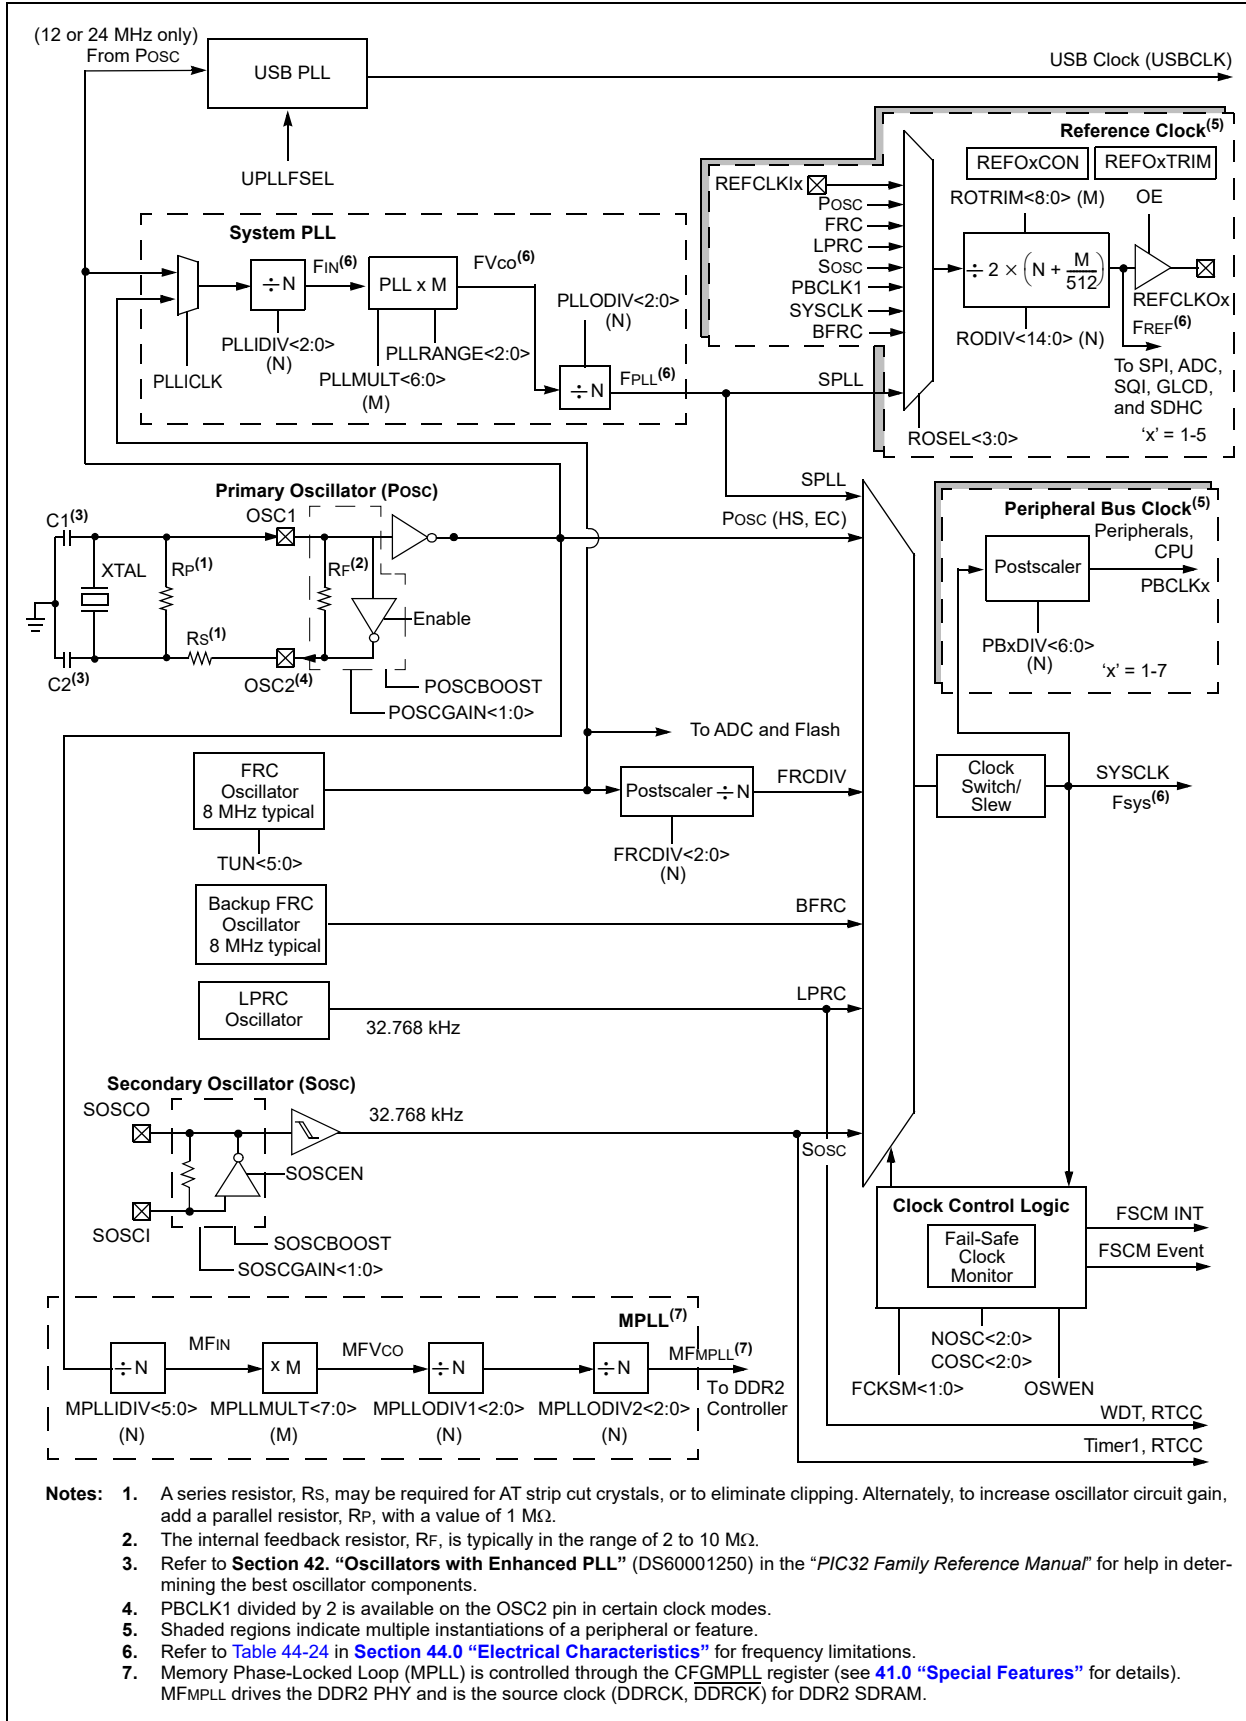 (12 or 24 MHz only)
From POSC
USB PLL
USB Clock (USBCLK)
UPLLFSEL
Reference Clock(5)
REFOxCON
REFOxTRIM
REFCLKIx
POSC
FRC
LPRC
SOSC
PBCLK1
SYSCLK
BFRC
ROTRIM<8:0> (M)
OE
÷ 2 × (N + M/512)
REFCLKOx
RODIV<14:0> (N)
FREF(6)
To SPI, ADC,
SQI, GLCD,
and SDHC
'x' = 1-5
SPLL
ROSEL<3:0>
System PLL
FIN(6)
FVco(6)
÷ N
PLL x M
PLLODIV<2:0>
(N)
PLLIDIV<2:0>
(N)
PLLRANGE<2:0>
PLLICLK
PLLMULT<6:0>
(M)
÷ N
FPLL(6)
Primary Oscillator (POSC)
C1(3)
OSC1
XTAL
RP(1)
RF(2)
Enable
RS(1)
C2(3)
OSC2(4)
POSCBOOST
POSCGAIN<1:0>
SPLL
POSC (HS, EC)
Peripheral Bus Clock(5)
Peripherals,
CPU
Postscaler
PBCLKx
PBxDIV<6:0>
(N)
'x' = 1-7
To ADC and Flash
FRC
Oscillator
8 MHz typical
TUN<5:0>
Postscaler ÷ N
FRCDIV
FRCDIV<2:0>
(N)
Clock
Switch/
Slew
SYSCLK
Fsys(6)
Backup FRC
Oscillator
8 MHz typical
BFRC
LPRC
Oscillator
32.768 kHz
LPRC
Secondary Oscillator (SOSC)
SOSCO
32.768 kHz
SOSC
SOSCEN
SOSCI
SOSCBOOST
SOSCGAIN<1:0>
Clock Control Logic
Fail-Safe
Clock
Monitor
FSCM INT
FSCM Event
NOSC<2:0>
COSC<2:0>
FCKSM<1:0>
OSWEN
WDT, RTCC
Timer1, RTCC
MPLL(7)
MFIN
MFVCO
MFMPLL(7)
÷ N
x M
÷ N
÷ N
To DDR2
Controller
MPLLIDIV<5:0>
(N)
MPLLMULT<7:0>
(M)
MPLLODIV1<2:0>
(N)
MPLLODIV2<2:0>
(N)
Notes: 1. A series resistor, RS, may be required for AT strip cut crystals, or to eliminate clipping. Alternately, to increase oscillator circuit gain,
add a parallel resistor, RP, with a value of 1 MΩ.
2. The internal feedback resistor, RF, is typically in the range of 2 to 10 MΩ.
3. Refer to Section 42. “Oscillators with Enhanced PLL” (DS60001250) in the “PIC32 Family Reference Manual” for help in deter-
mining the best oscillator components.
4. PBCLK1 divided by 2 is available on the OSC2 pin in certain clock modes.
5. Shaded regions indicate multiple instantiations of a peripheral or feature.
6. Refer to Table 44-24 in Section 44.0 “Electrical Characteristics” for frequency limitations.
7. Memory Phase-Locked Loop (MPLL) is controlled through the CFGMPLL register (see 41.0 “Special Features” for details).
MFMPLL drives the DDR2 PHY and is the source clock (DDRCK, D̅D̅R̅C̅K̅) for DDR2 SDRAM.